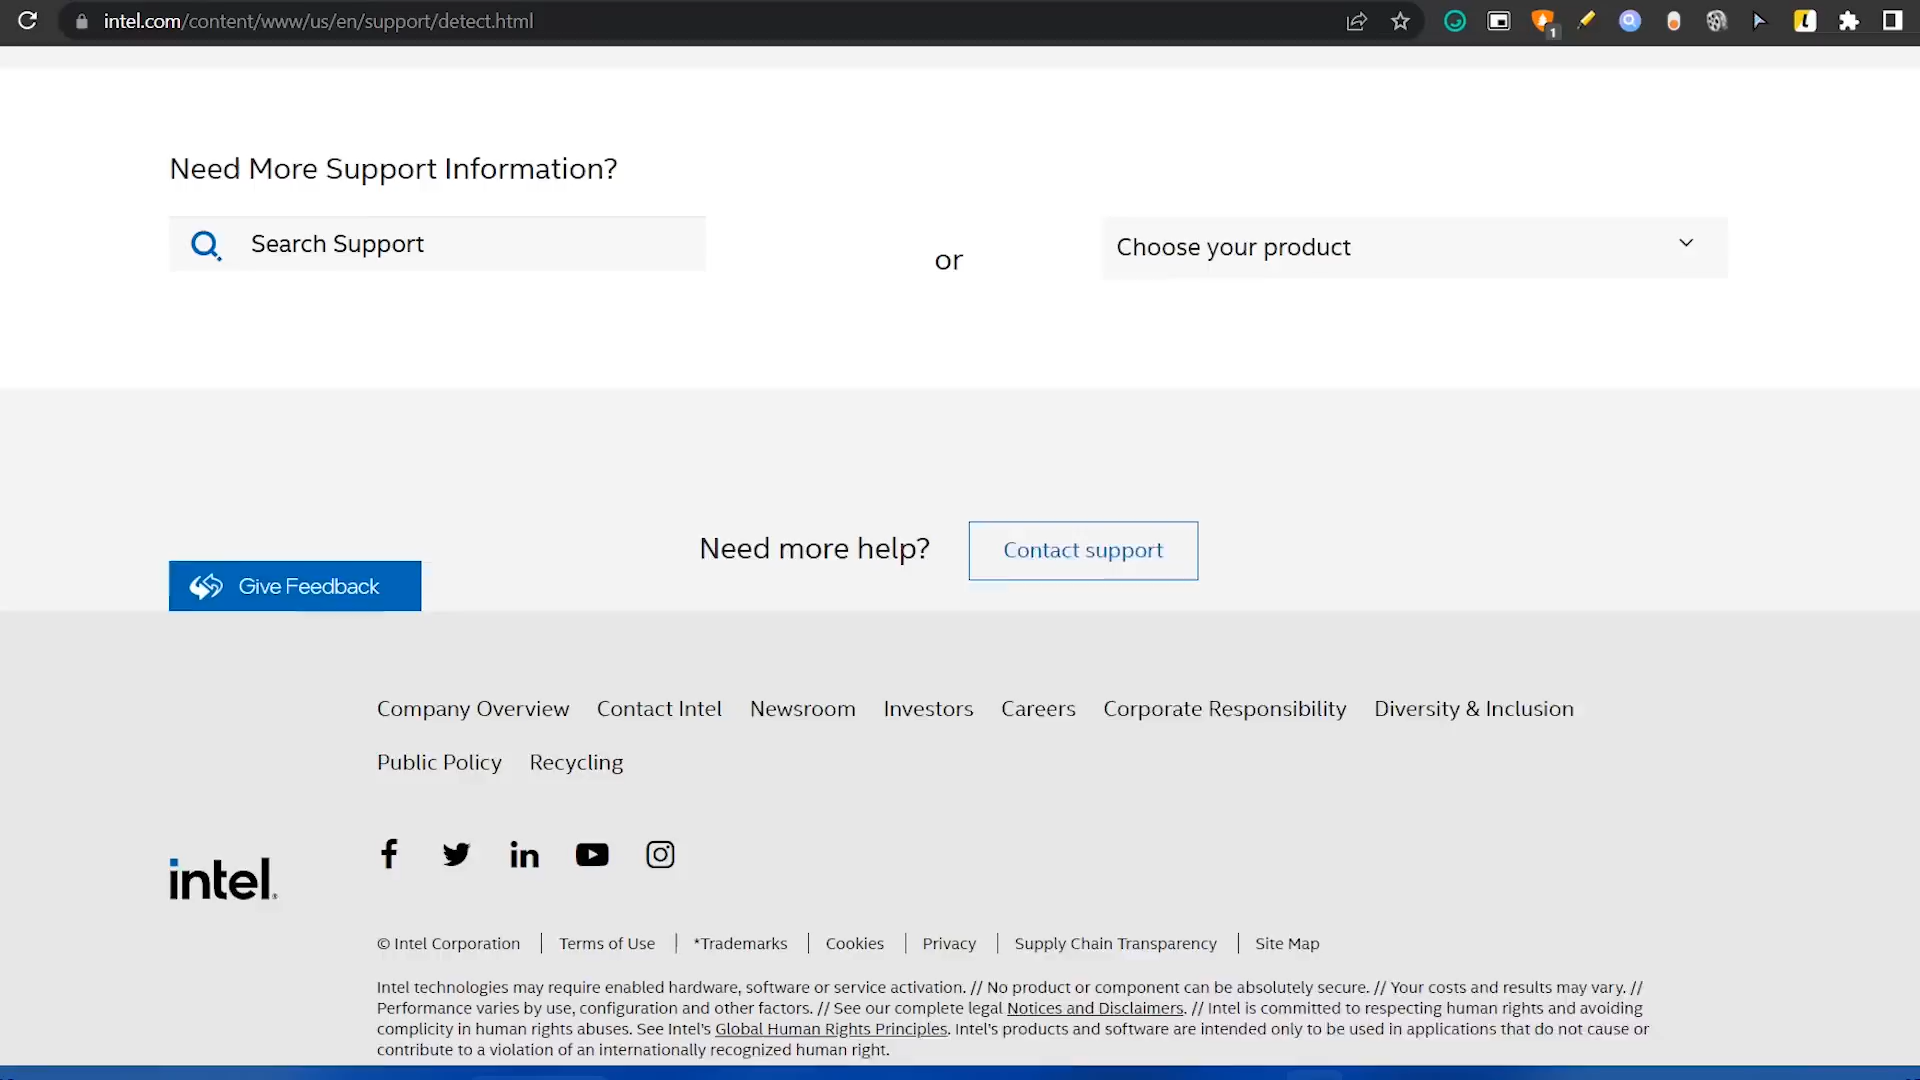 intel.com/content/www/us/en/support/detect.html
1
Need More Support Information?
Search Support
or
Choose your product
Need more help?
Contact support
Give Feedback
Company Overview
Contact Intel
Newsroom
Investors
Careers
Corporate Responsibility
Diversity & Inclusion
Public Policy
Recycling
intel.
© Intel Corporation
Terms of Use
*Trademarks
Cookies
Privacy
Supply Chain Transparency
Site Map
Intel technologies may require enabled hardware, software or service activation. // No product or component can be absolutely secure. // Your costs and results may vary. //
Performance varies by use, configuration and other factors. // See our complete legal Notices and Disclaimers. // Intel is committed to respecting human rights and avoiding
complicity in human rights abuses. See Intel's Global Human Rights Principles. Intel's products and software are intended only to be used in applications that do not cause or
contribute to a violation of an internationally recognized human right.